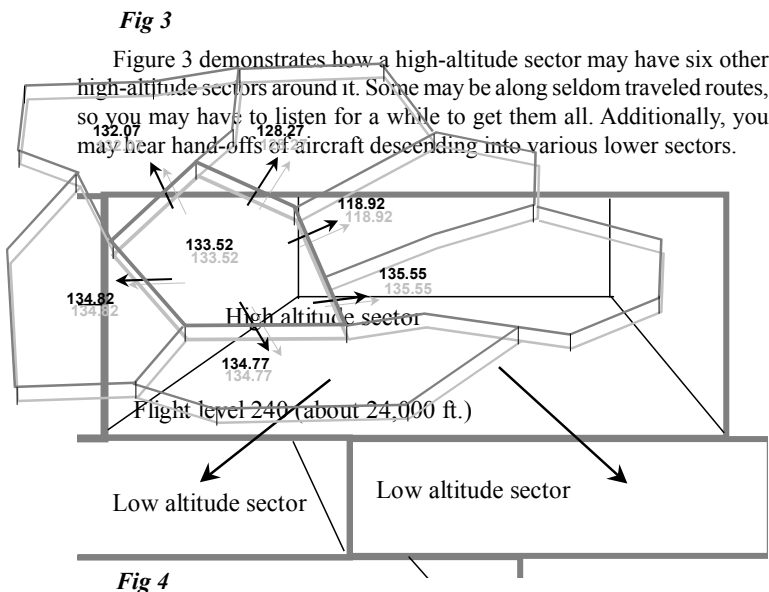 Fig 3
Figure 3 demonstrates how a high-altitude sector may have six other
high-altitude sectors around it. Some may be along seldom traveled routes,
so you may have to listen for a while to get them all. Additionally, you
may hear hand-offs of aircraft descending into various lower sectors.
132.07
132.07
128.27
128.27
118.92
118.92
133.52
133.52
135.55
135.55
134.82
134.82
High altitude sector
134.77
134.77
Flight level 240 (about 24,000 ft.)
Low altitude sector
Low altitude sector
Fig 4